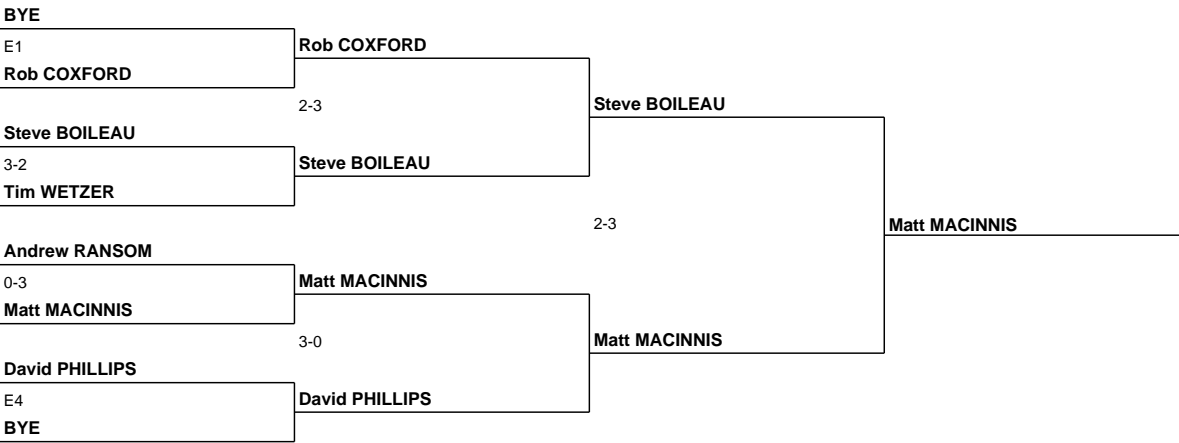 BYE
E1
Rob COXFORD
Rob COXFORD
2-3
Steve BOILEAU
Steve BOILEAU
3-2
Steve BOILEAU
Tim WETZER
2-3
Matt MACINNIS
Andrew RANSOM
0-3
Matt MACINNIS
Matt MACINNIS
3-0
Matt MACINNIS
David PHILLIPS
E4
David PHILLIPS
BYE